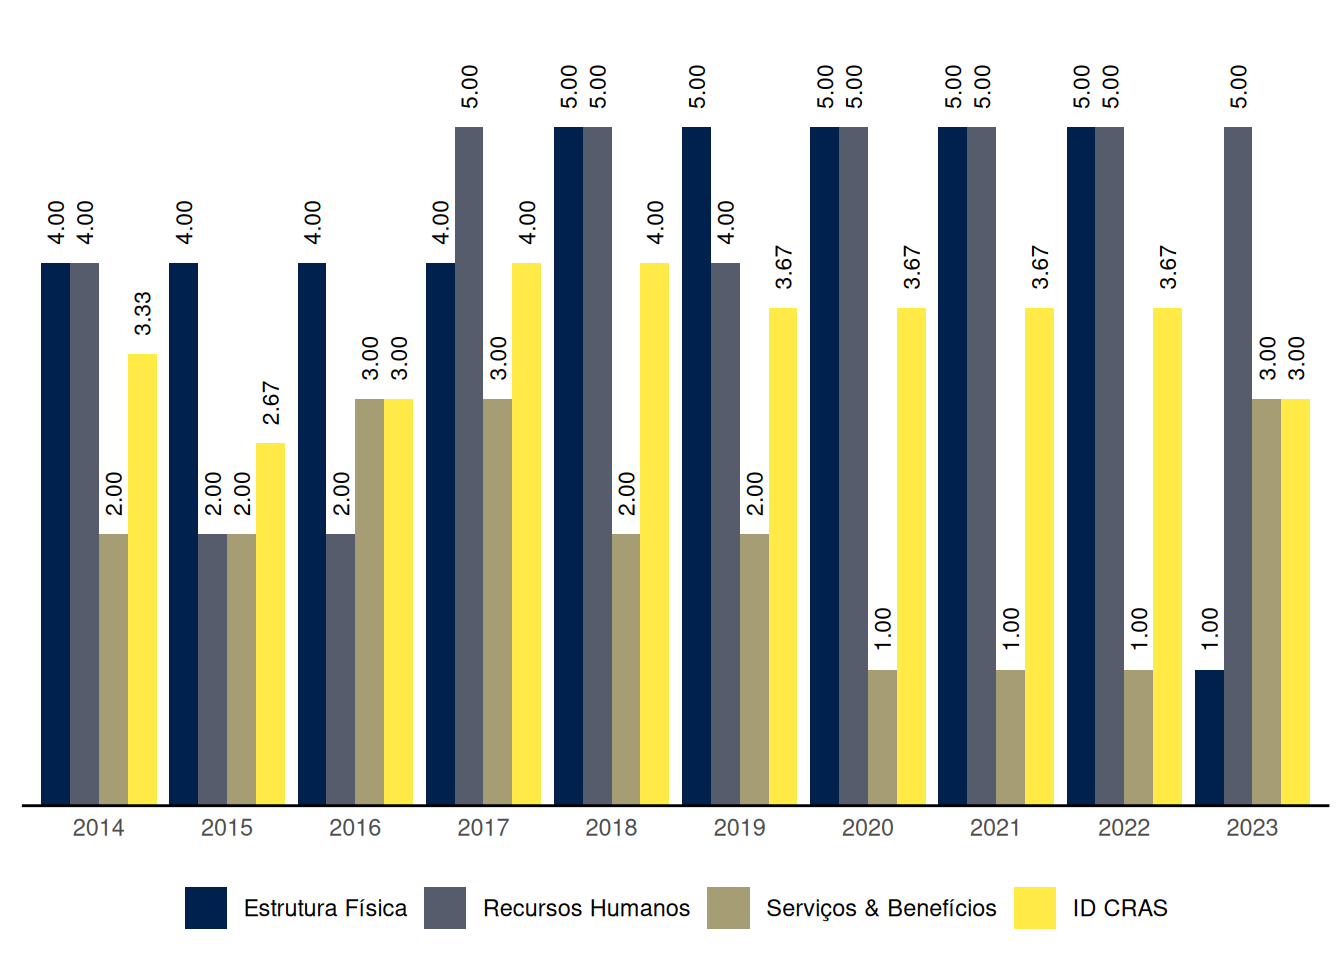 4.00 4.00 2.00 3.33
4.00 2.00 2.00 2.67
4.00 2.00 3.00 3.00
4.00 5.00 3.00 4.00
5.00 5.00 2.00 4.00
5.00 4.00 2.00 3.67
5.00 5.00 1.00 3.67
5.00 5.00 1.00 3.67
5.00 5.00 1.00 3.67
1.00 5.00 3.00 3.00
2014 2015 2016 2017 2018 2019 2020 2021 2022 2023
Estrutura Física Recursos Humanos Serviços & Benefícios ID CRAS